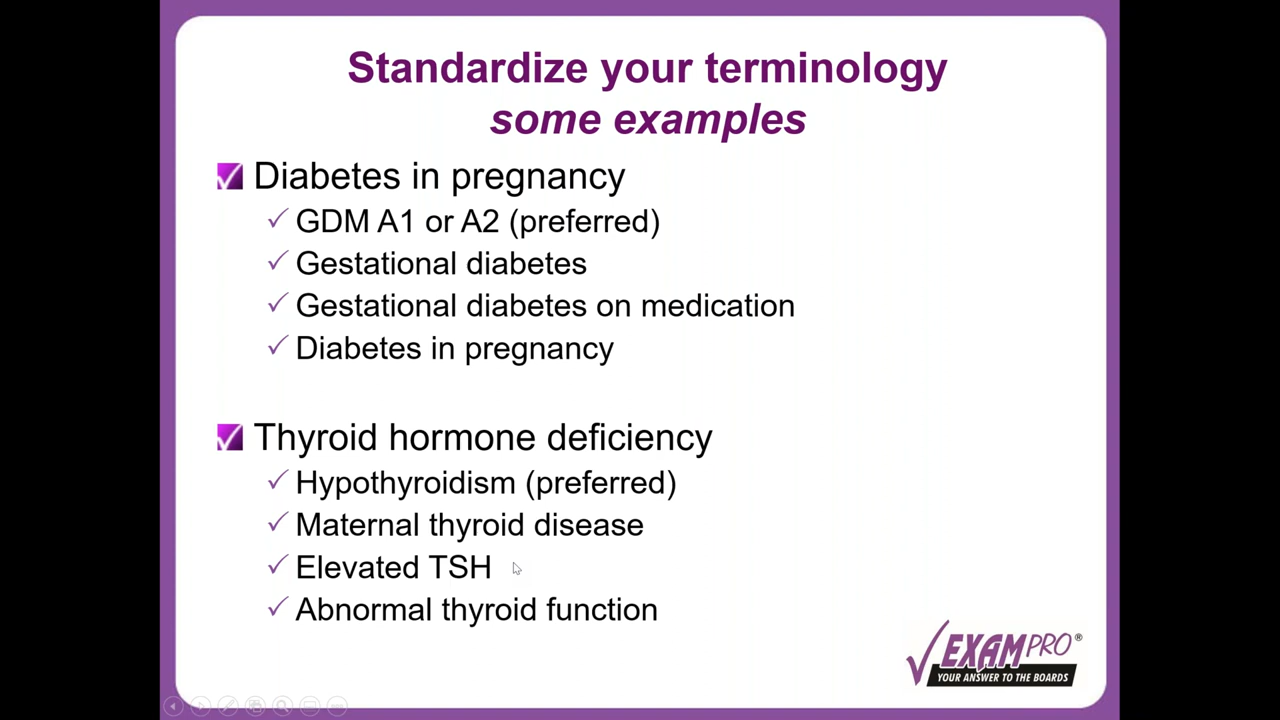 Standardize your terminology
some examples
Diabetes in pregnancy
GDM A1 or A2 (preferred)
Gestational diabetes
Gestational diabetes on medication
Diabetes in pregnancy
Thyroid hormone deficiency
Hypothyroidism (preferred)
Maternal thyroid disease
Elevated TSH
Abnormal thyroid function
EXAMPRO®
YOUR ANSWER TO THE BOARDS